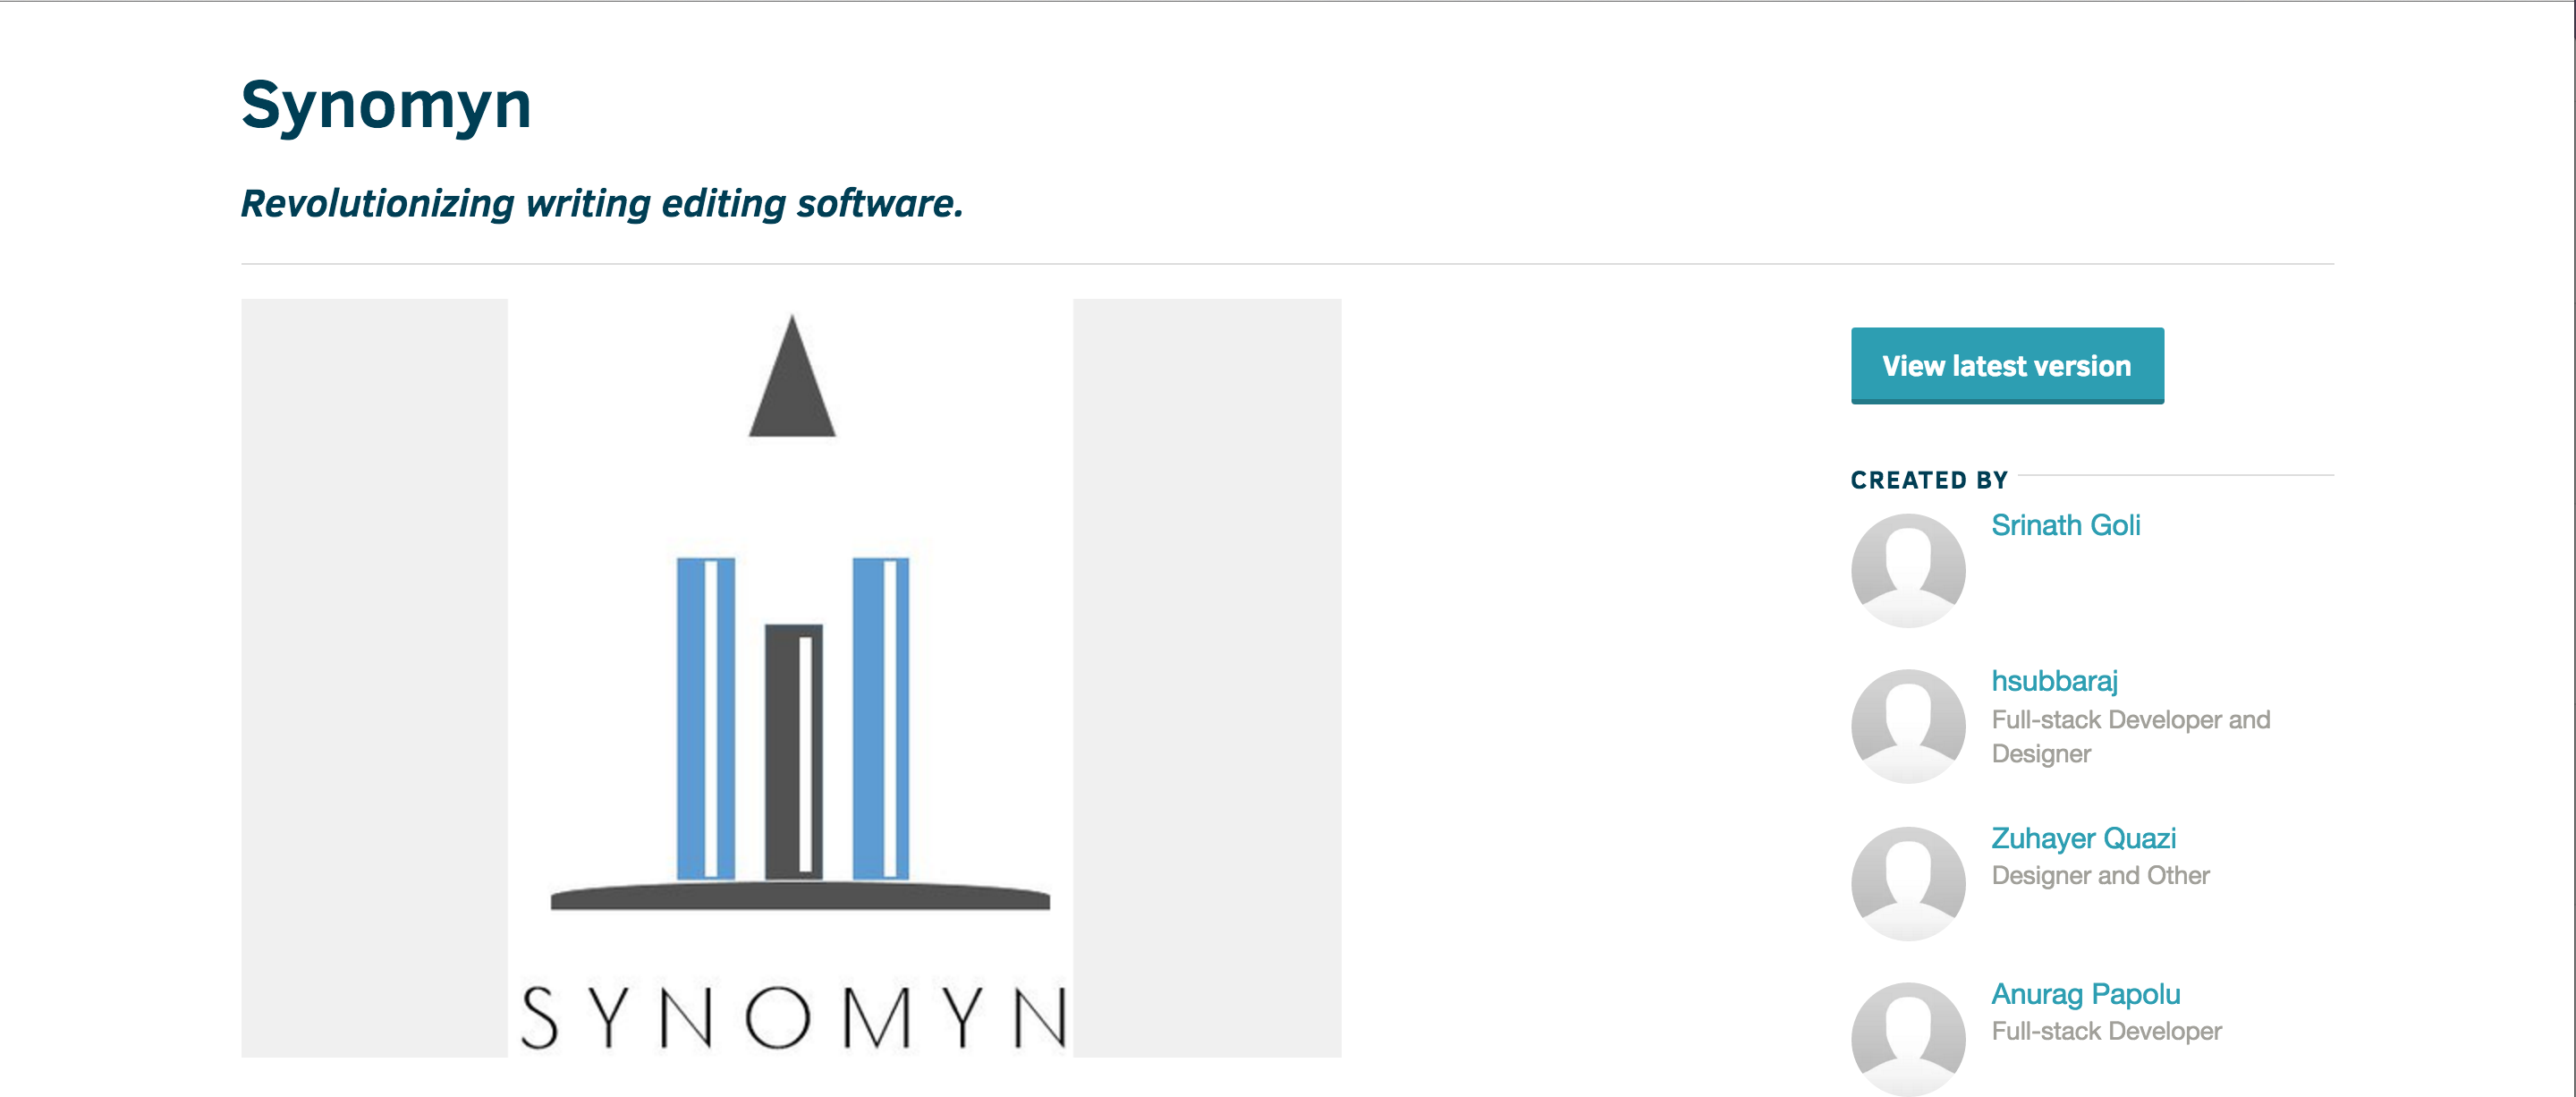 Synomyn
Revolutionizing writing editing software.
SYNOMYN
View latest version
CREATED BY
Srinath Goli
hsubbaraj
Full-stack Developer and
Designer
Zuhayer Quazi
Designer and Other
Anurag Papolu
Full-stack Developer